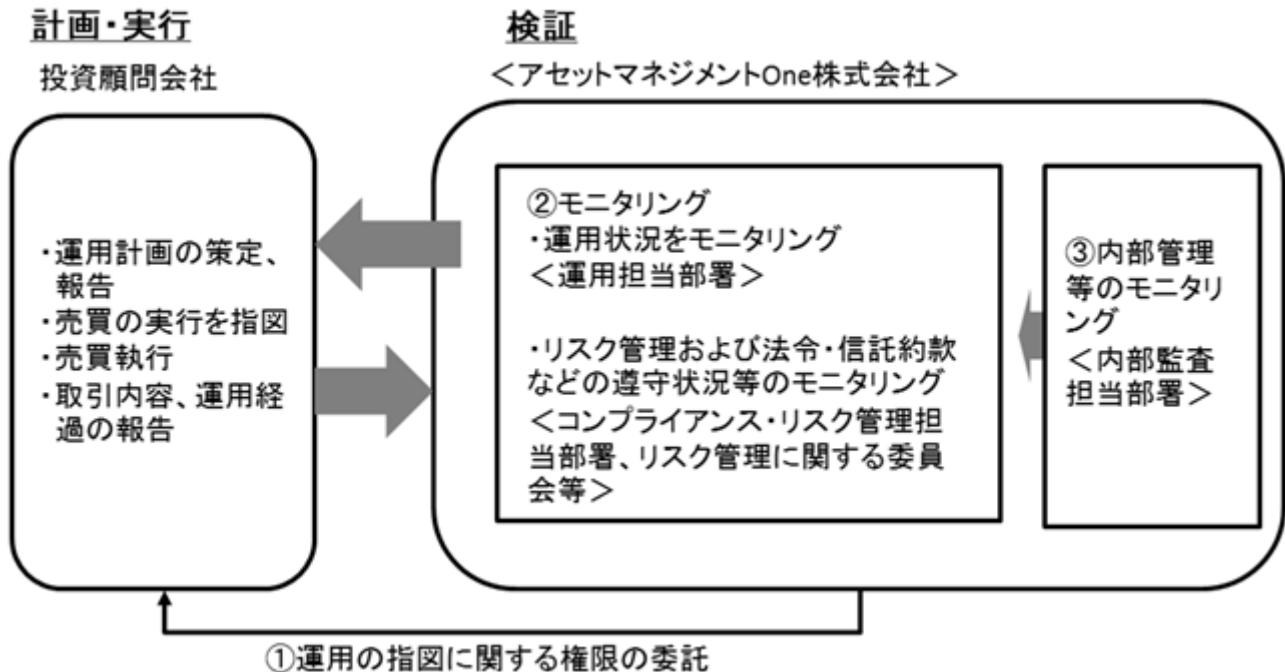 計画・実行
投資顧問会社
・運用計画の策定、
報告
・売買の実行を指図
・売買執行
・取引内容、運用経
過の報告
検証
＜アセットマネジメントOne株式会社＞
②モニタリング
・運用状況をモニタリング
＜運用担当部署＞
・リスク管理および法令・信託約款
などの遵守状況等のモニタリング
＜コンプライアンス・リスク管理担
当部署、リスク管理に関する委員
会等＞
③内部管理
等のモニタリ
ング
＜内部監査
担当部署＞
①運用の指図に関する権限の委託